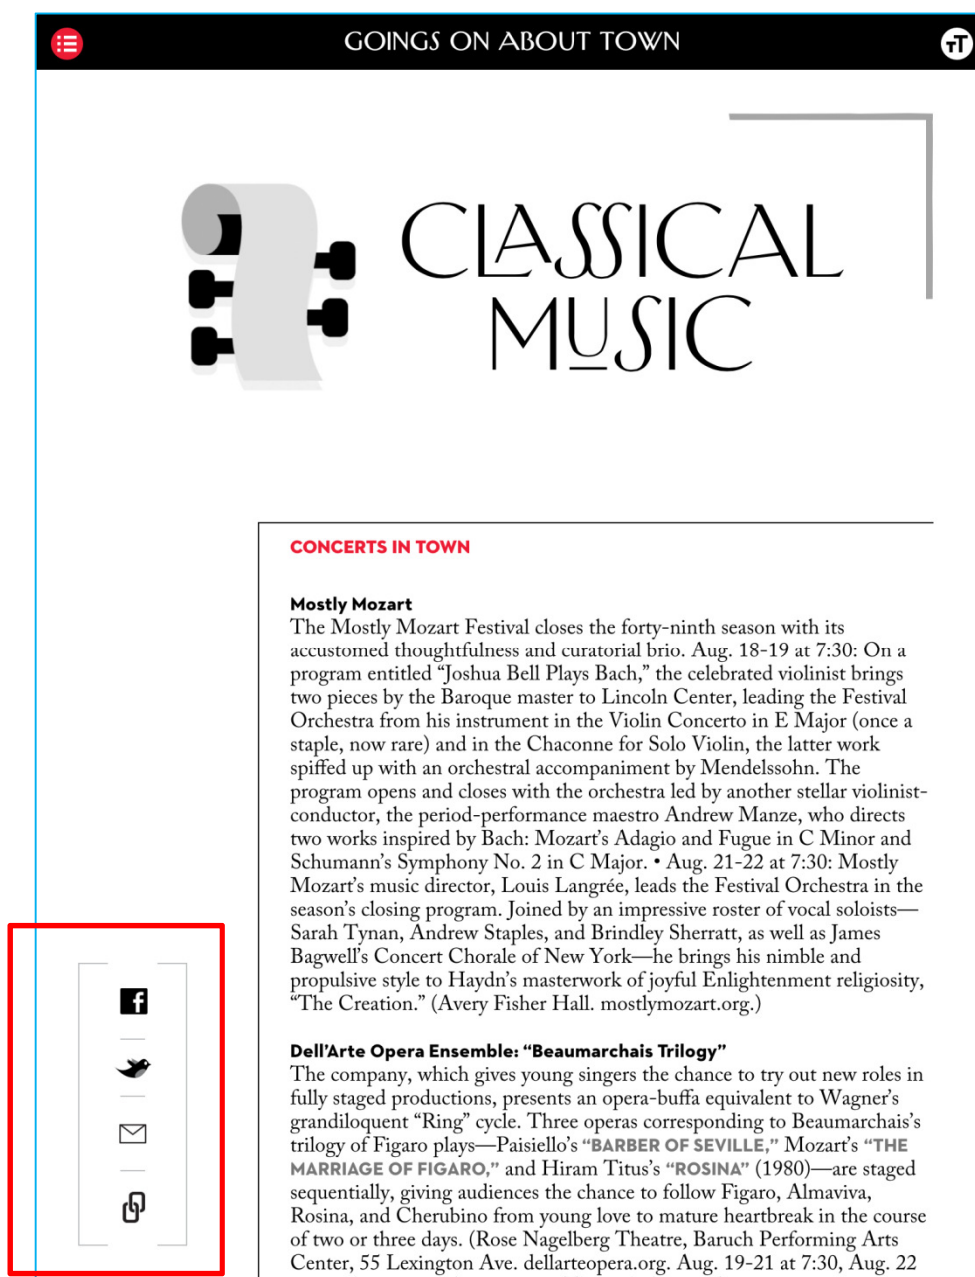 GOINGS ON ABOUT TOWN
TT
CLASSICAL
MUSIC
CONCERTS IN TOWN
Mostly Mozart
The Mostly Mozart Festival closes the forty-ninth season with its
accustomed thoughtfulness and curatorial brio. Aug. 18-19 at 7:30: On a
program entitled “Joshua Bell Plays Bach,” the celebrated violinist brings
two pieces by the Baroque master to Lincoln Center, leading the Festival
Orchestra from his instrument in the Violin Concerto in E Major (once a
staple, now rare) and in the Chaconne for Solo Violin, the latter work
spiffed up with an orchestral accompaniment by Mendelssohn. The
program opens and closes with the orchestra led by another stellar violinist-
conductor, the period-performance maestro Andrew Manze, who directs
two works inspired by Bach: Mozart’s Adagio and Fugue in C Minor and
Schumann’s Symphony No. 2 in C Major. • Aug. 21-22 at 7:30: Mostly
Mozart’s music director, Louis Langrée, leads the Festival Orchestra in the
season’s closing program. Joined by an impressive roster of vocal soloists—
Sarah Tynan, Andrew Staples, and Brindley Sherratt, as well as James
Bagwell’s Concert Chorale of New York—he brings his nimble and
propulsive style to Haydn’s masterwork of joyful Enlightenment religiosity,
“The Creation.” (Avery Fisher Hall. mostlymozart.org.)
Dell’Arte Opera Ensemble: “Beaumarchais Trilogy”
The company, which gives young singers the chance to try out new roles in
fully staged productions, presents an opera-buffa equivalent to Wagner’s
grandiloquent “Ring” cycle. Three operas corresponding to Beaumarchais’s
trilogy of Figaro plays—Paisiello’s “BARBER OF SEVILLE,” Mozart’s “THE
MARRIAGE OF FIGARO,” and Hiram Titus’s “ROSINA” (1980)—are staged
sequentially, giving audiences the chance to follow Figaro, Almaviva,
Rosina, and Cherubino from young love to mature heartbreak in the course
of two or three days. (Rose Nagelberg Theatre, Baruch Performing Arts
Center, 55 Lexington Ave. dellarteopera.org. Aug. 19-21 at 7:30, Aug. 22